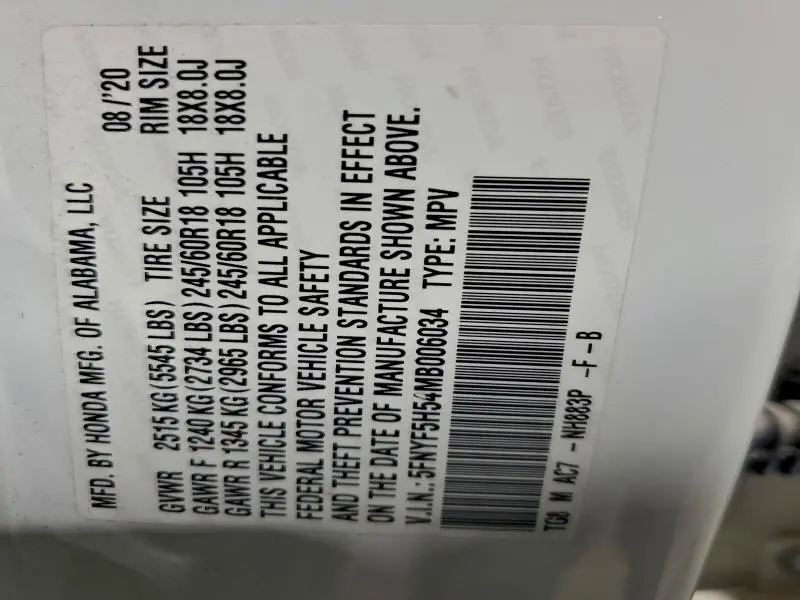 MFD. BY HONDA MFG. OF ALABAMA, LLC 08/'20
GVWR 2515 KG(5545 LBS) TIRE SIZE RIM SIZE
GAWR F 1240 KG(2734 LBS)245/60R18 105H 18X8.0J
GAWR R 1345 KG(2965 LBS)245/60R18 105H 18X8.0J
THIS VEHICLE CONFORMS TO ALL APPLICABLE
FEDERAL MOTOR VEHICLE SAFETY
AND THEFT PREVENTION STANDARDS IN EFFECT
ON THE DATE OF MANUFACTURE SHOWN ABOVE.
V.I.N.:5FNYF5H54MB006034 TYPE: MPV
TG8 M AC7 -NH883P -F-B